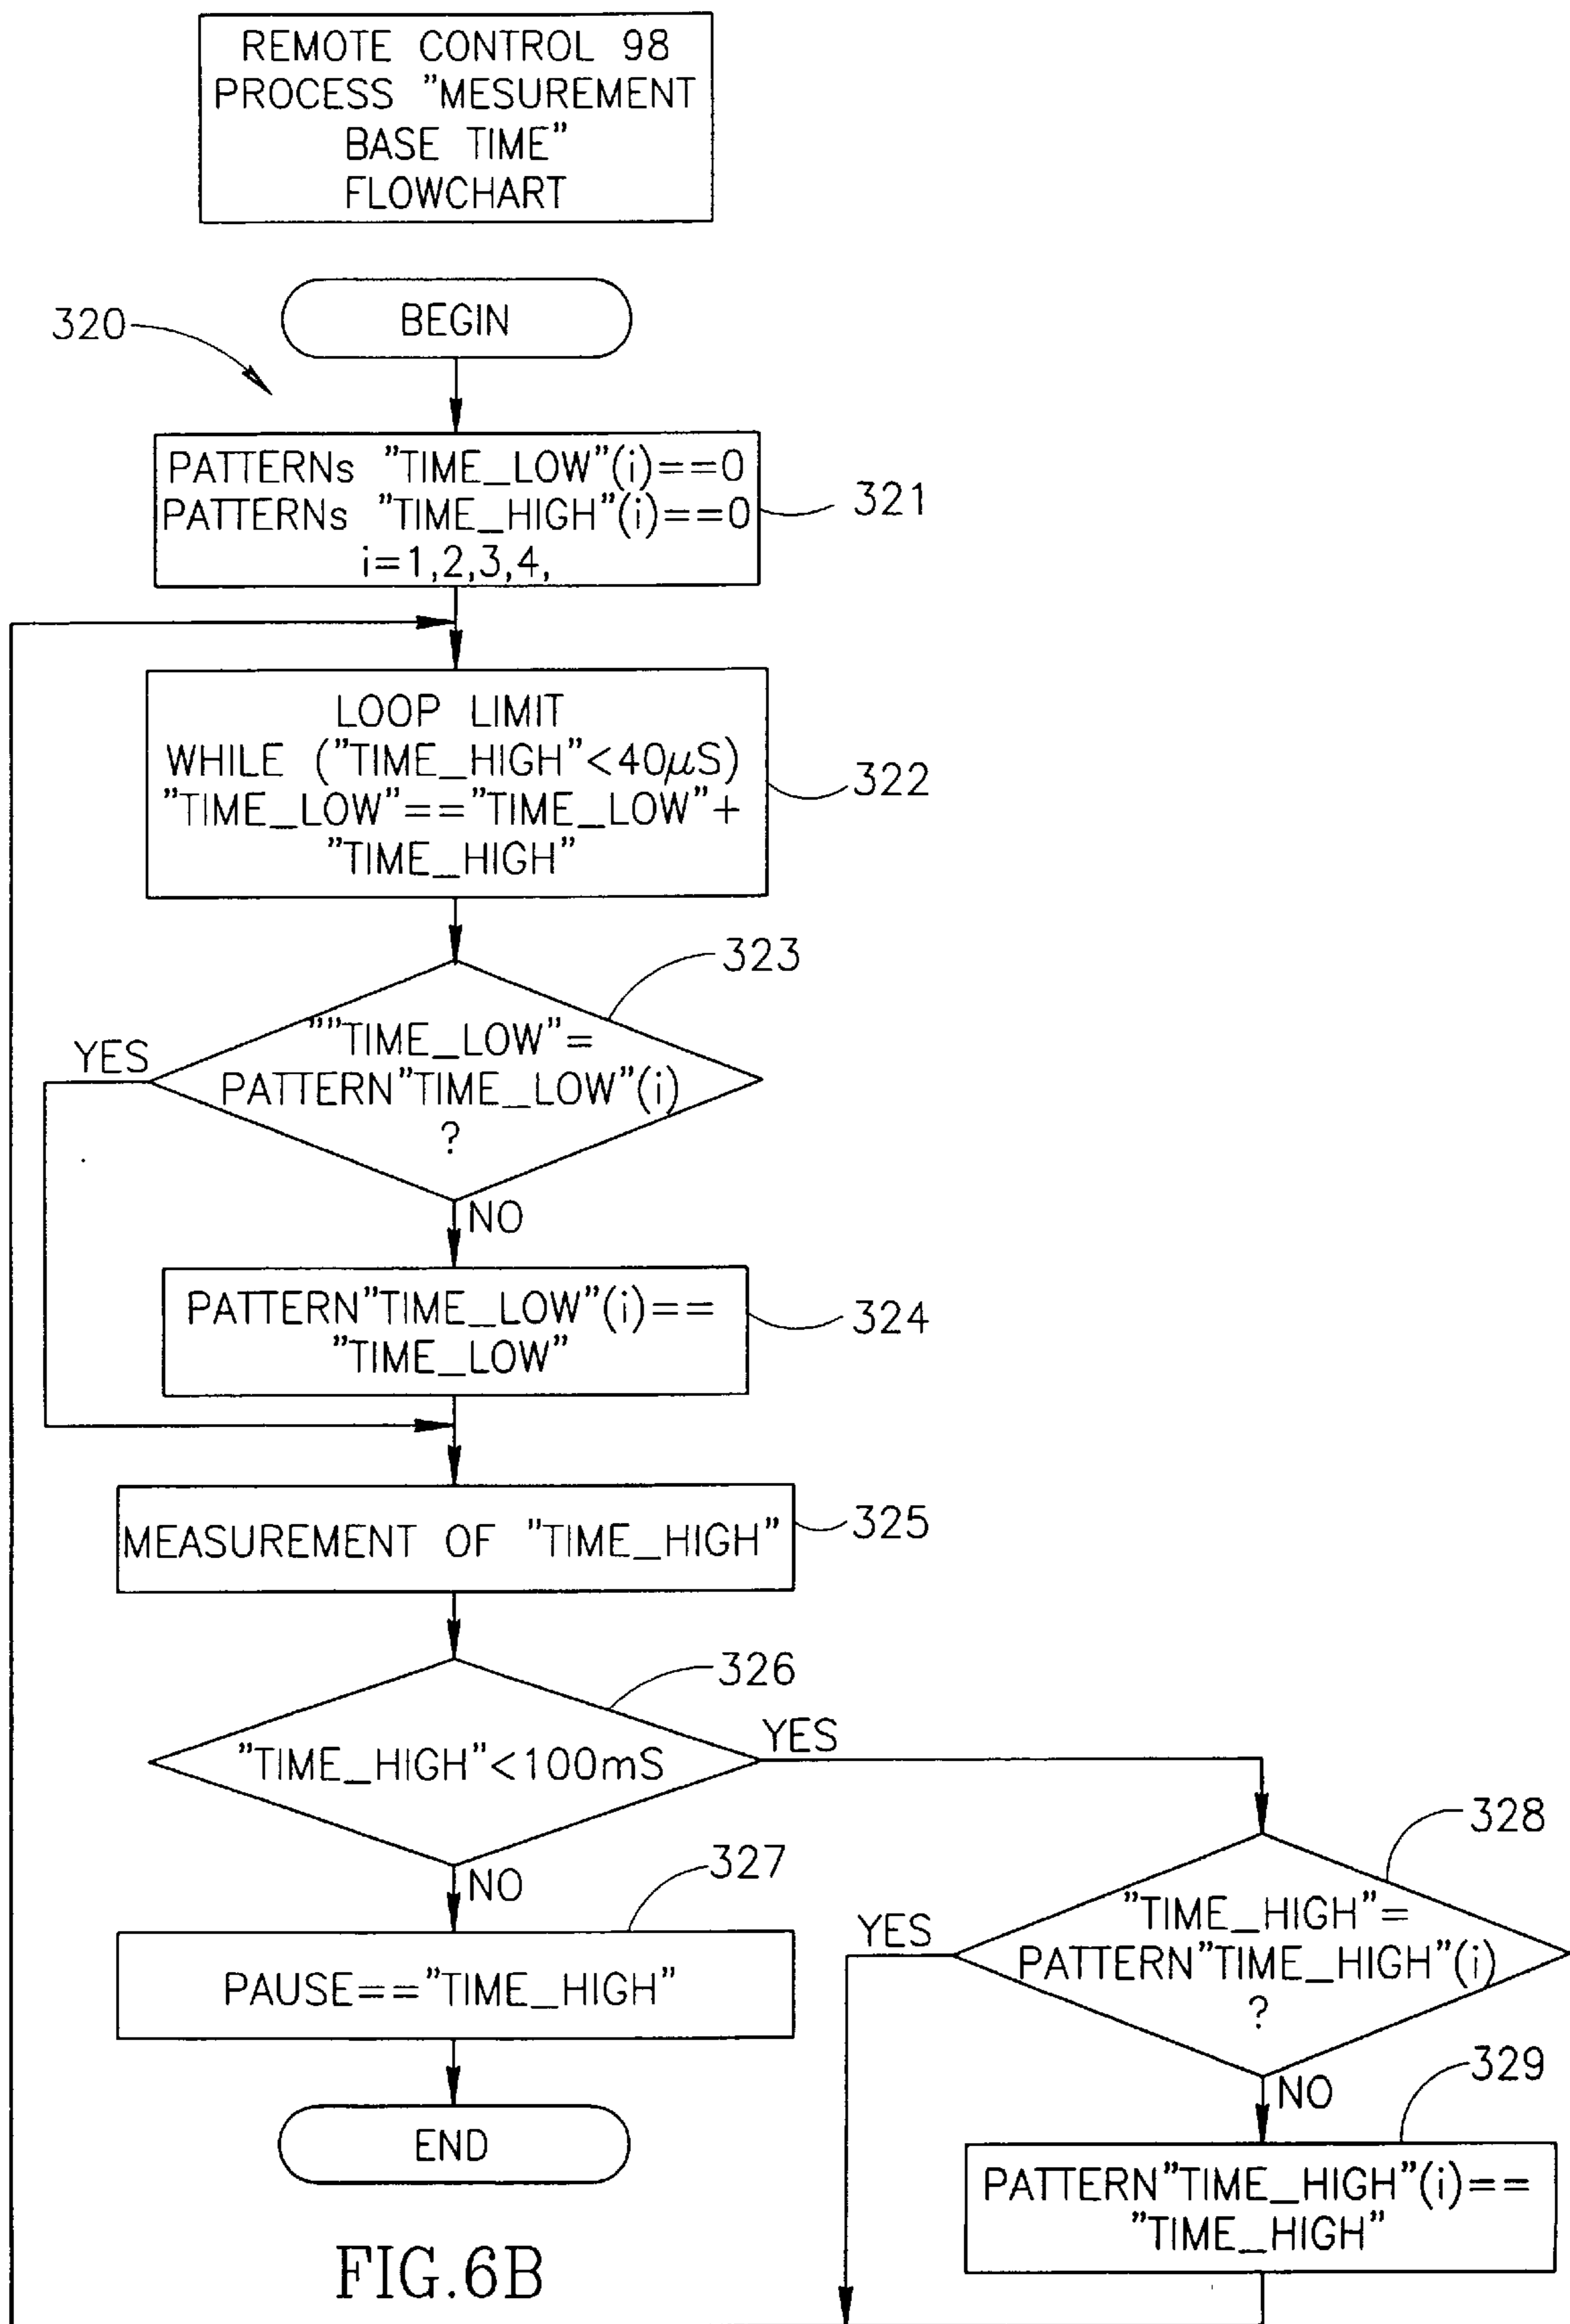 REMOTE CONTROL 98
PROCESS "MESUREMENT
BASE TIME"
FLOWCHART
BEGIN
320
PATTERNs "TIME_LOW"(i)==0
PATTERNs "TIME_HIGH"(i)==0
i=1,2,3,4,
321
LOOP LIMIT
WHILE ("TIME_HIGH"<40μS)
"TIME_LOW"=="TIME_LOW"+
"TIME_HIGH"
322
323
""TIME_LOW"=
PATTERN"TIME_LOW"(i)
?
YES
NO
PATTERN"TIME_LOW"(i)==
"TIME_LOW"
324
MEASUREMENT OF "TIME_HIGH"
325
326
"TIME_HIGH"<100mS
YES
NO
327
PAUSE=="TIME_HIGH"
END
328
"TIME_HIGH"=
PATTERN"TIME_HIGH"(i)
?
YES
NO
329
PATTERN"TIME_HIGH"(i)==
"TIME_HIGH"
FIG.6B